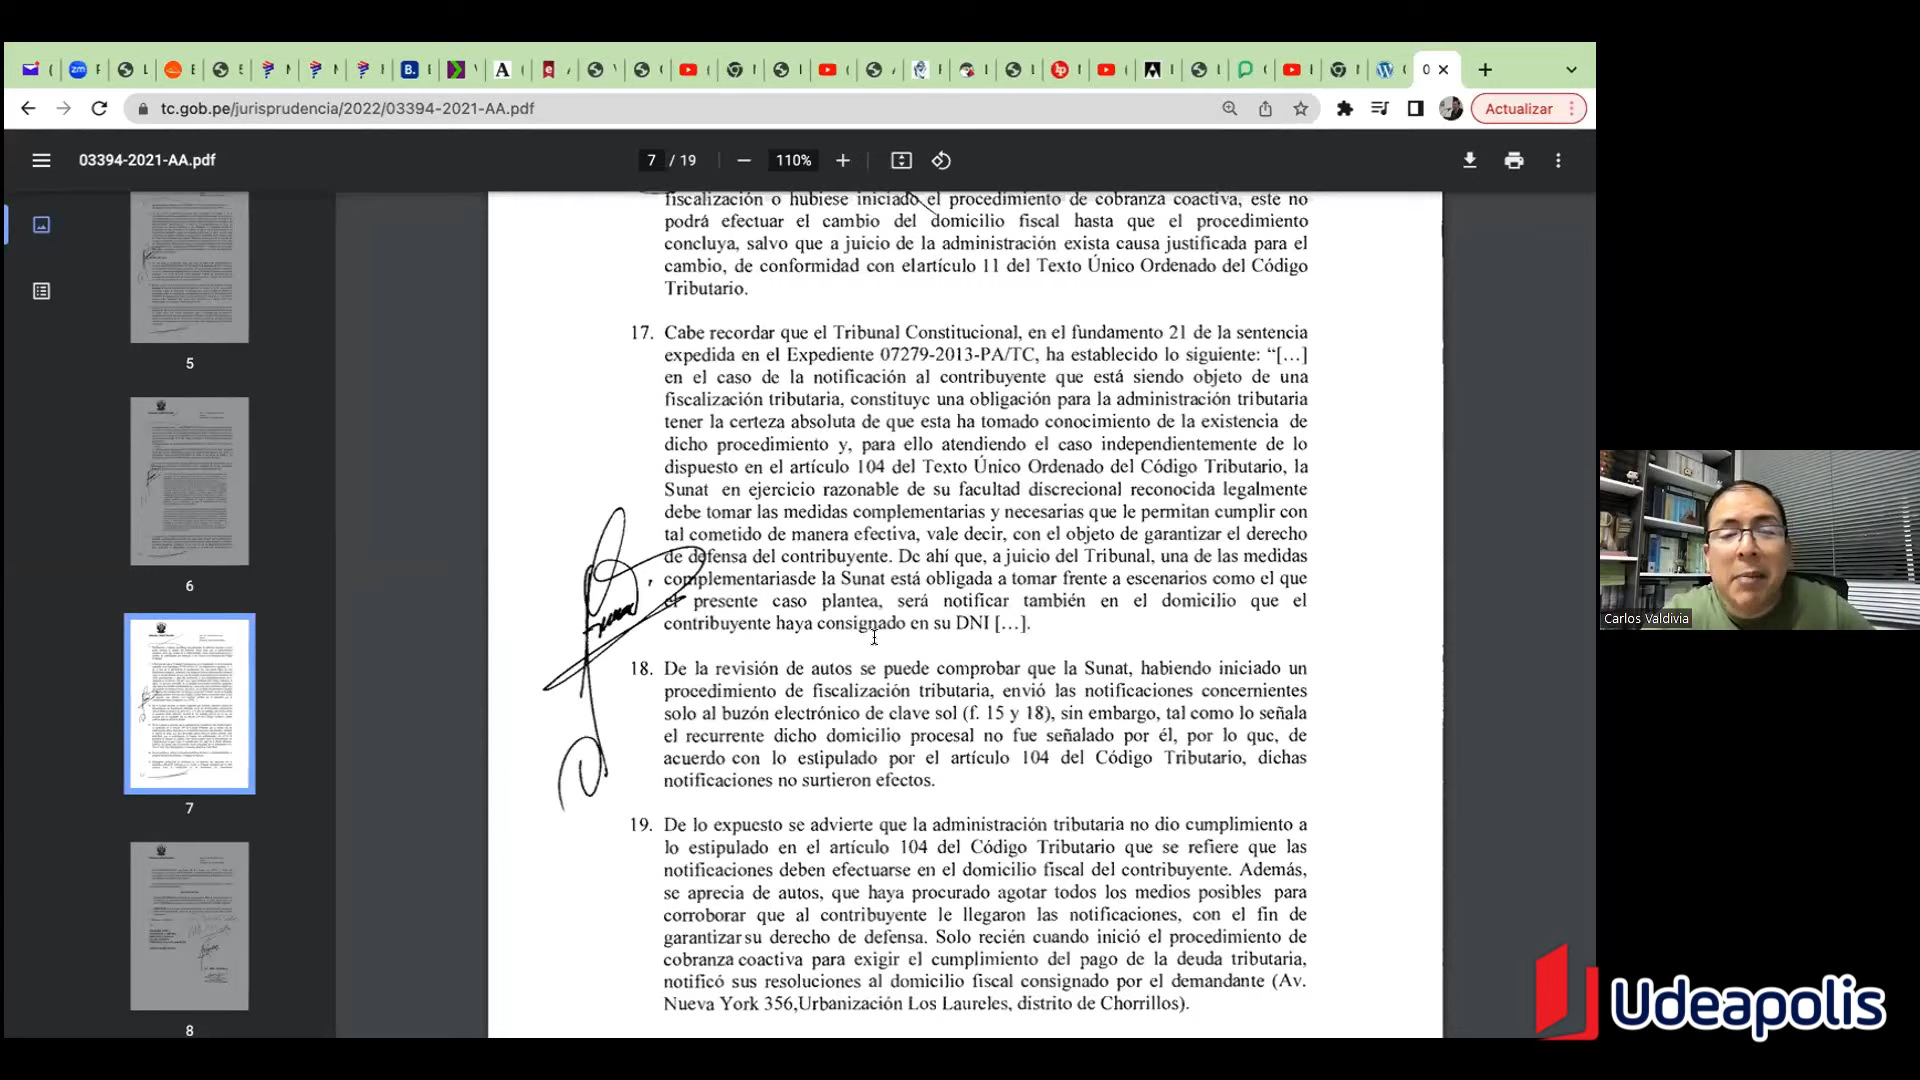 tc.gob.pe/jurisprudencia/2022/03394-2021-AA.pdf
Actualizar
03394-2021-AA.pdf
7 / 19
110%
5
6
7
8
fiscalización o hubiese iniciado el procedimiento de cobranza coactiva, este no
podrá efectuar el cambio del domicilio fiscal hasta que el procedimiento
concluya, salvo que a juicio de la administración exista causa justificada para el
cambio, de conformidad con elartículo 11 del Texto Único Ordenado del Código
Tributario.
17. Cabe recordar que el Tribunal Constitucional, en el fundamento 21 de la sentencia
expedida en el Expediente 07279-2013-PA/TC, ha establecido lo siguiente: “[…]
en el caso de la notificación al contribuyente que está siendo objeto de una
fiscalización tributaria, constituye una obligación para la administración tributaria
tener la certeza absoluta de que esta ha tomado conocimiento de la existencia de
dicho procedimiento y, para ello atendiendo el caso independientemente de lo
dispuesto en el artículo 104 del Texto Único Ordenado del Código Tributario, la
Sunat en ejercicio razonable de su facultad discrecional reconocida legalmente
debe tomar las medidas complementarias y necesarias que le permitan cumplir con
tal cometido de manera efectiva, vale decir, con el objeto de garantizar el derecho
de defensa del contribuyente. De ahí que, a juicio del Tribunal, una de las medidas
complementariasde la Sunat está obligada a tomar frente a escenarios como el que
el presente caso plantea, será notificar también en el domicilio que el
contribuyente haya consignado en su DNI […].
18. De la revisión de autos se puede comprobar que la Sunat, habiendo iniciado un
procedimiento de fiscalización tributaria, envió las notificaciones concernientes
solo al buzón electrónico de clave sol (f. 15 y 18), sin embargo, tal como lo señala
el recurrente dicho domicilio procesal no fue señalado por él, por lo que, de
acuerdo con lo estipulado por el artículo 104 del Código Tributario, dichas
notificaciones no surtieron efectos.
19. De lo expuesto se advierte que la administración tributaria no dio cumplimiento a
lo estipulado en el artículo 104 del Código Tributario que se refiere que las
notificaciones deben efectuarse en el domicilio fiscal del contribuyente. Además,
se aprecia de autos, que haya procurado agotar todos los medios posibles para
corroborar que al contribuyente le llegaron las notificaciones, con el fin de
garantizar su derecho de defensa. Solo recién cuando inició el procedimiento de
cobranza coactiva para exigir el cumplimiento del pago de la deuda tributaria,
notificó sus resoluciones al domicilio fiscal consignado por el demandante (Av.
Nueva York 356,Urbanización Los Laureles, distrito de Chorrillos).
Carlos Valdivia
Udeapolis